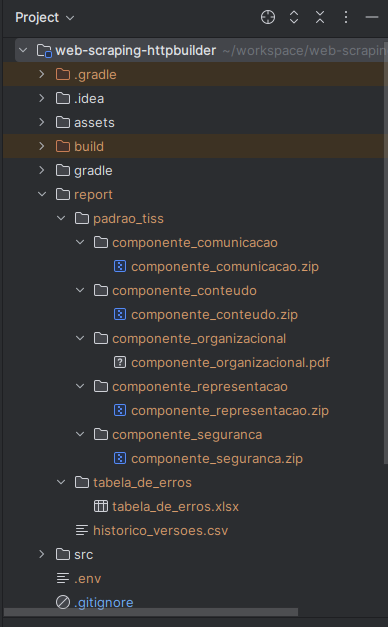 Project
web-scraping-httpbuilder ~/workspace/web-scrapin
.gradle
.idea
assets
build
gradle
report
padrao_tiss
componente_comunicacao
componente_comunicacao.zip
componente_conteudo
componente_conteudo.zip
componente_organizacional
componente_organizacional.pdf
componente_representacao
componente_representacao.zip
componente_seguranca
componente_seguranca.zip
tabela_de_erros
tabela_de_erros.xlsx
historico_versoes.csv
src
.env
.gitignore